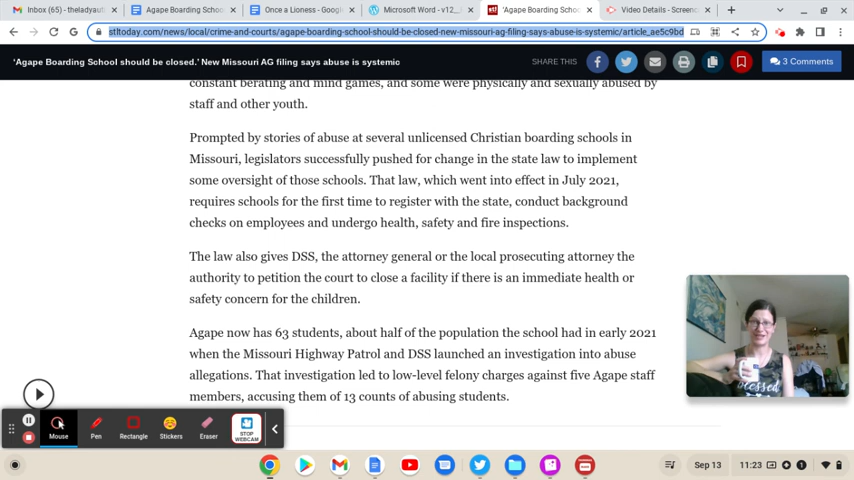 Inbox (65) - theladyaut
Agape Boarding Scho
Once a Lioness - Googl
Microsoft Word - v12_
'Agape Boarding Schoo
Video Details - Screenc
stltoday.com/news/local/crime-and-courts/agape-boarding-school-should-be-closed-new-missouri-ag-filing-says-abuse-is-systemic/article_ae5c9bd
'Agape Boarding School should be closed.' New Missouri AG filing says abuse is systemic
SHARE THIS
3 Comments
constant berating and mind games, and some were physically and sexually abused by
staff and other youth.
Prompted by stories of abuse at several unlicensed Christian boarding schools in
Missouri, legislators successfully pushed for change in the state law to implement
some oversight of those schools. That law, which went into effect in July 2021,
requires schools for the first time to register with the state, conduct background
checks on employees and undergo health, safety and fire inspections.
The law also gives DSS, the attorney general or the local prosecuting attorney the
authority to petition the court to close a facility if there is an immediate health or
safety concern for the children.
Agape now has 63 students, about half of the population the school had in early 2021
when the Missouri Highway Patrol and DSS launched an investigation into abuse
allegations. That investigation led to low-level felony charges against five Agape staff
members, accusing them of 13 counts of abusing students.
blessed
Mouse
Pen
Rectangle
Stickers
Eraser
STOP
WEBCAM
Sep 13
11:23